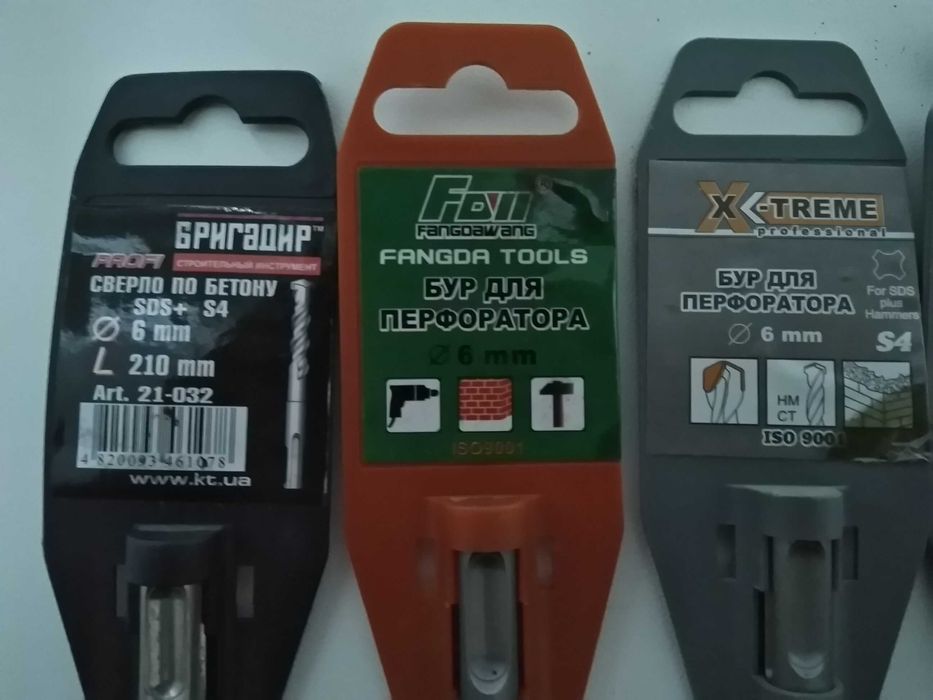 БРИГАДИР™
PROFI СТРОИТЕЛЬНЫЙ ИНСТРУМЕНТ
СВЕРЛО ПО БЕТОНУ
SDS+ S4
Ø 6 mm
L 210 mm
Art. 21-032
4 820093 461078
www.kt.ua
FDW
FANGDAWANG
FANGDA TOOLS
БУР ДЛЯ
ПЕРФОРАТОРА
Ø 6 mm
ISO9001
X-TREME
professional
БУР ДЛЯ
ПЕРФОРАТОРА
Ø 6 mm
For SDS
plus
Hammers
S4
HM
CT
ISO 9001